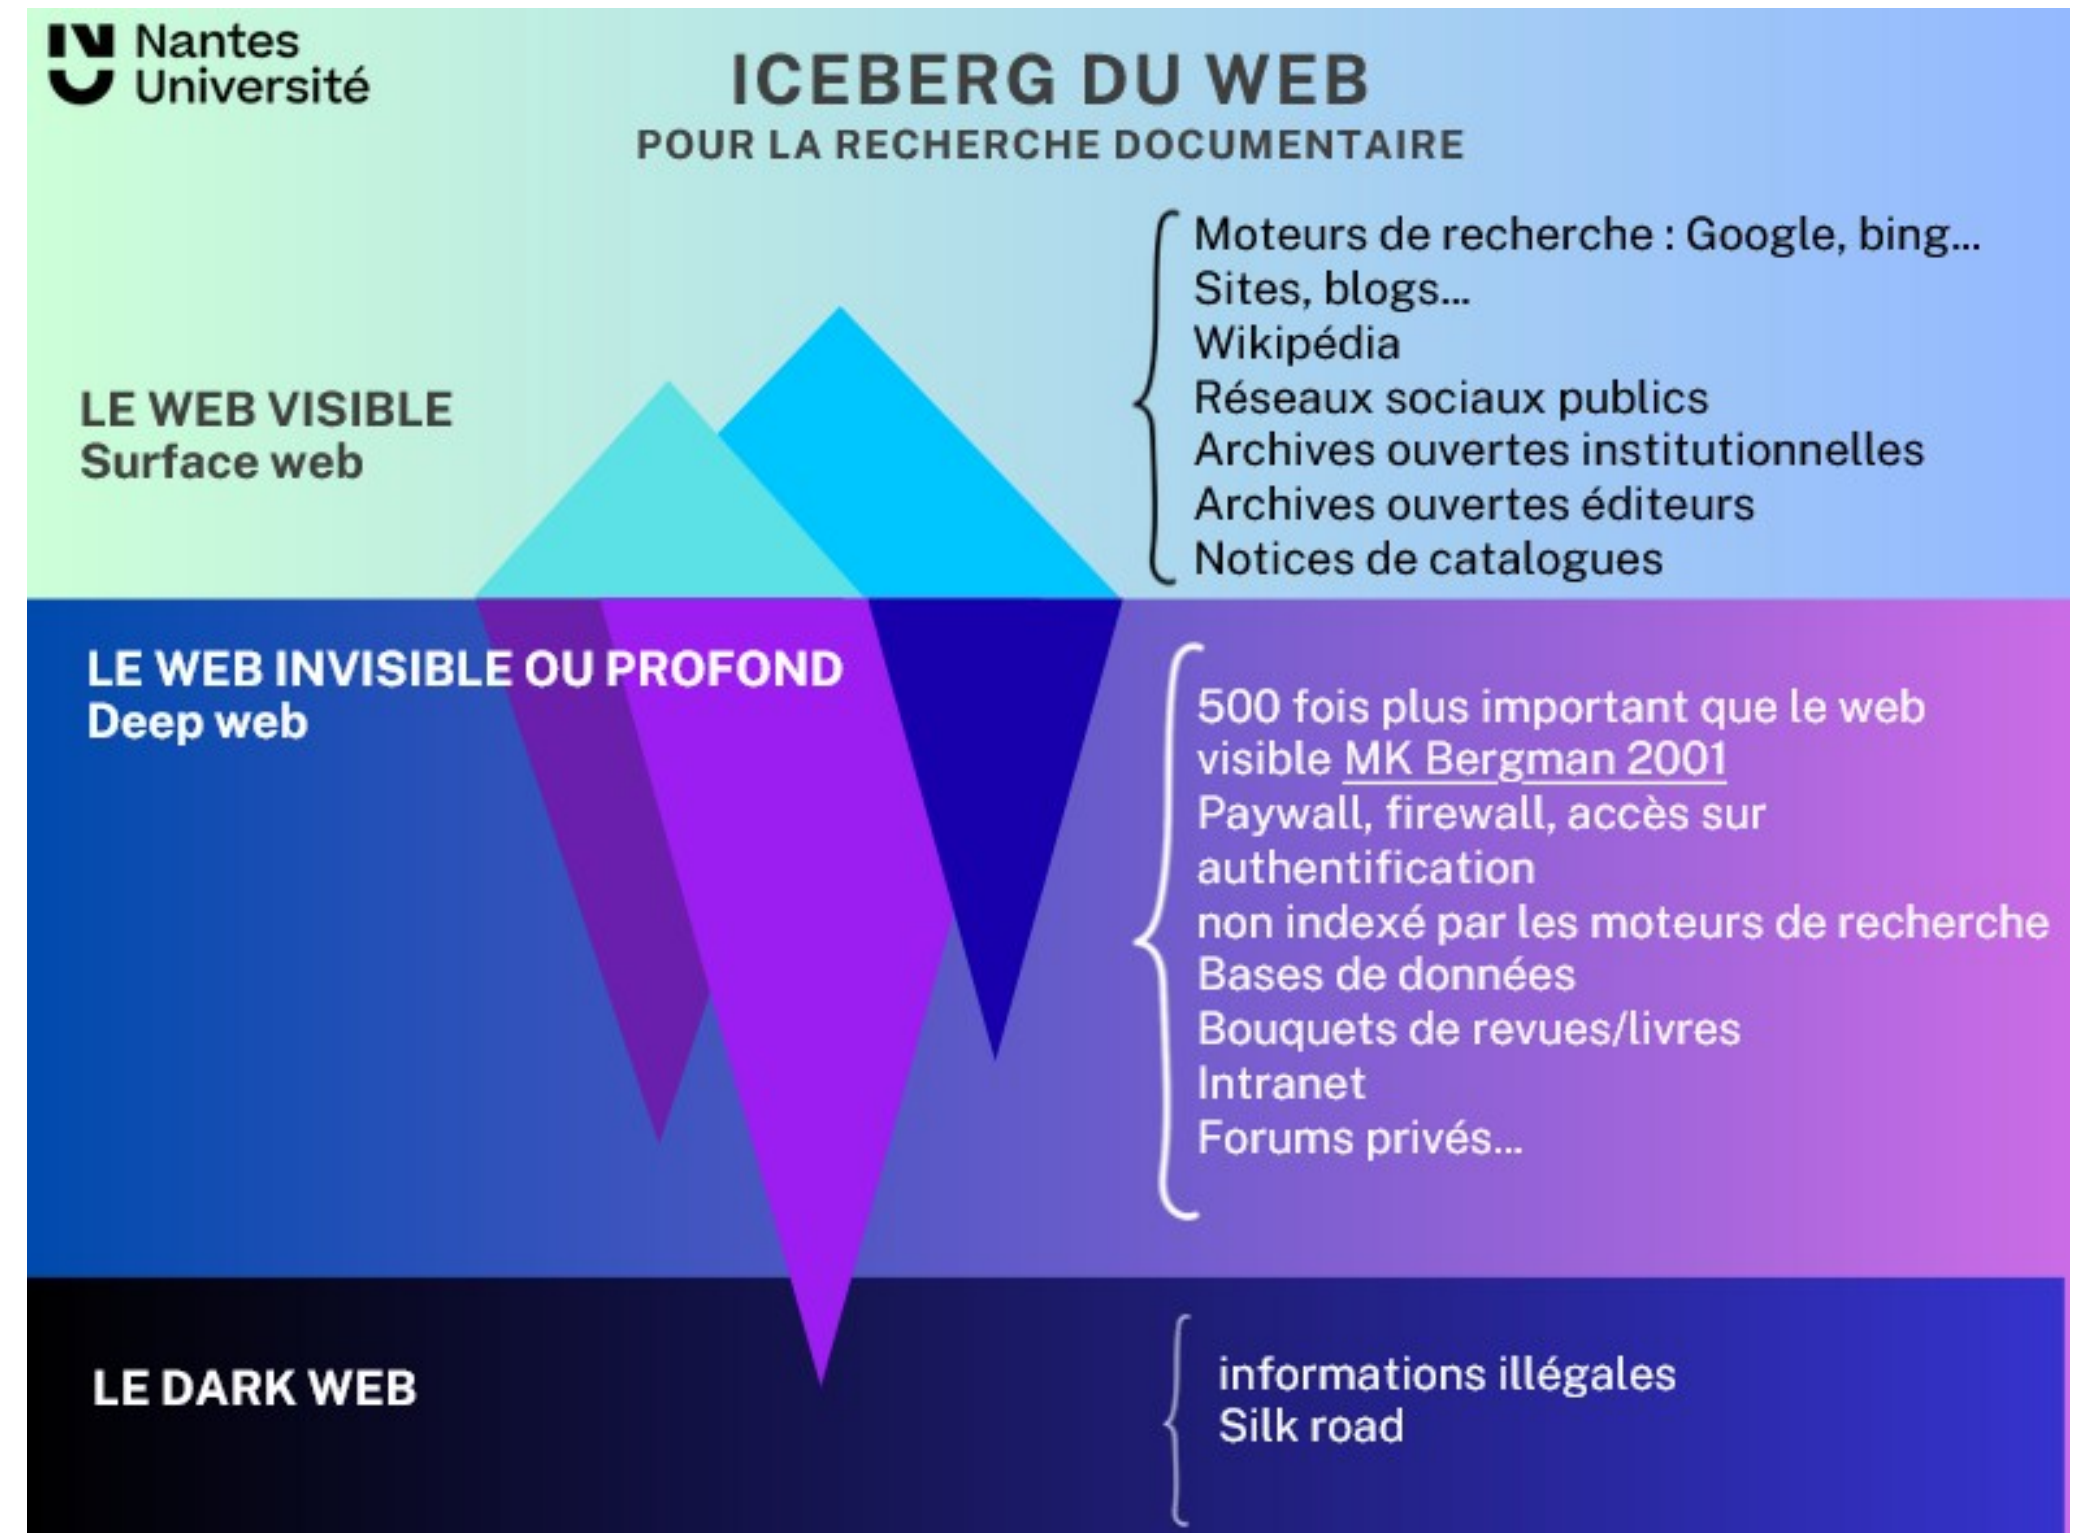 Nantes
Université
ICEBERG DU WEB
POUR LA RECHERCHE DOCUMENTAIRE
LE WEB VISIBLE
Surface web
Moteurs de recherche : Google, bing...
Sites, blogs...
Wikipédia
Réseaux sociaux publics
Archives ouvertes institutionnelles
Archives ouvertes éditeurs
Notices de catalogues
LE WEB INVISIBLE OU PROFOND
Deep web
500 fois plus important que le web
visible MK Bergman 2001
Paywall, firewall, accès sur
authentification
non indexé par les moteurs de recherche
Bases de données
Bouquets de revues/livres
Intranet
Forums privés...
LE DARK WEB
informations illégales
Silk road